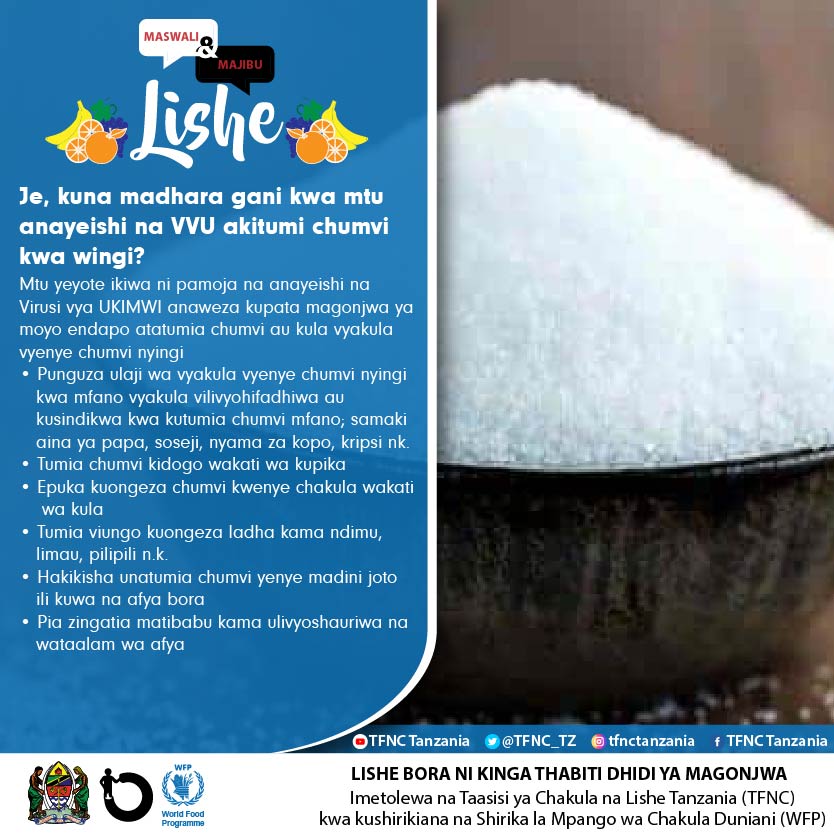 MASWALI
&
MAJIBU
Lishe
Je, kuna madhara gani kwa mtu
anayeishi na VVU akitumi chumvi
kwa wingi?
Mtu yeyote ikiwa ni pamoja na anayeishi na
Virusi vya UKIMWI anaweza kupata magonjwa ya
moyo endapo atatumia chumvi au kula vyakula
vyenye chumvi nyingi
• Punguza ulaji wa vyakula vyenye chumvi nyingi
kwa mfano vyakula vilivyohifadhiwa au
kusindikwa kwa kutumia chumvi mfano; samaki
aina ya papa, soseji, nyama za kopo, kripsi nk.
• Tumia chumvi kidogo wakati wa kupika
• Epuka kuongeza chumvi kwenye chakula wakati
wa kula
• Tumia viungo kuongeza ladha kama ndimu,
limau, pilipili n.k.
• Hakikisha unatumia chumvi yenye madini joto
ili kuwa na afya bora
• Pia zingatia matibabu kama ulivyoshauriwa na
wataalam wa afya
TFNC Tanzania @TFNC_TZ tfnctanzania TFNC Tanzania
WFP
World Food
Programme
LISHE BORA NI KINGA THABITI DHIDI YA MAGONJWA
Imetolewa na Taasisi ya Chakula na Lishe Tanzania (TFNC)
kwa kushirikiana na Shirika la Mpango wa Chakula Duniani (WFP)